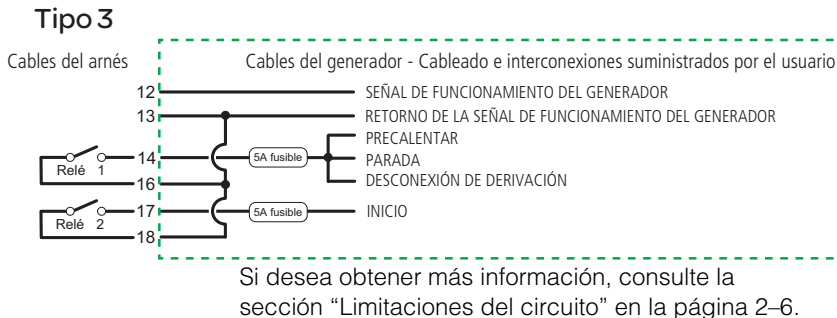 Tipo 3
Cables del arnés
Cables del generador - Cableado e interconexiones suministrados por el usuario
12 SEÑAL DE FUNCIONAMIENTO DEL GENERADOR
13 RETORNO DE LA SEÑAL DE FUNCIONAMIENTO DEL GENERADOR
PRECALENTAR
14 5A fusible PARADA
Relé 1
16 DESCONEXIÓN DE DERIVACIÓN
17 5A fusible INICIO
Relé 2
18
Si desea obtener más información, consulte la
sección “Limitaciones del circuito” en la página 2–6.